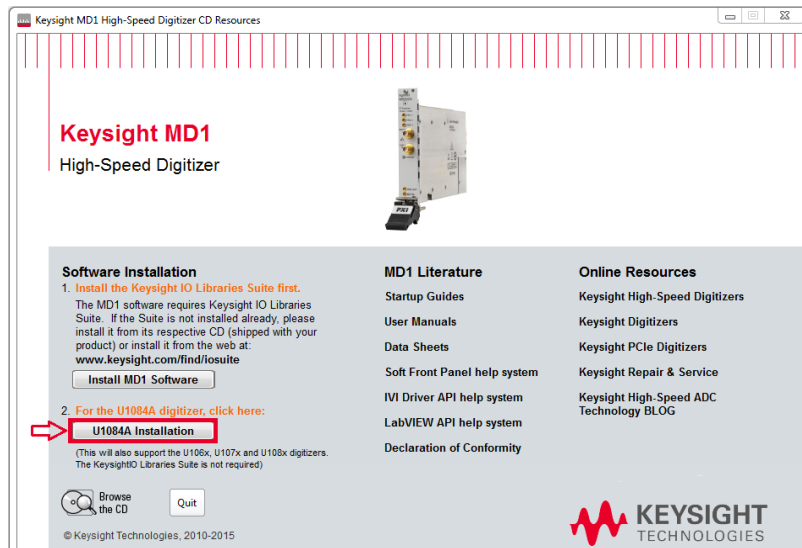 Keysight MD1 High-Speed Digitizer CD Resources
Keysight MD1
High-Speed Digitizer
PXI
Software Installation
1. Install the Keysight IO Libraries Suite first.
The MD1 software requires Keysight IO Libraries
Suite. If the Suite is not installed already, please
install it from its respective CD (shipped with your
product) or install it from the web at:
www.keysight.com/find/iosuite
Install MD1 Software
2. For the U1084A digitizer, click here:
U1084A Installation
(This will also support the U106x, U107x and U108x digitizers.
The KeysightIO Libraries Suite is not required)
Browse
the CD
Quit
© Keysight Technologies, 2010-2015
MD1 Literature
Startup Guides
User Manuals
Data Sheets
Soft Front Panel help system
IVI Driver API help system
LabVIEW API help system
Declaration of Conformity
Online Resources
Keysight High-Speed Digitizers
Keysight Digitizers
Keysight PCIe Digitizers
Keysight Repair & Service
Keysight High-Speed ADC
Technology BLOG
KEYSIGHT
TECHNOLOGIES